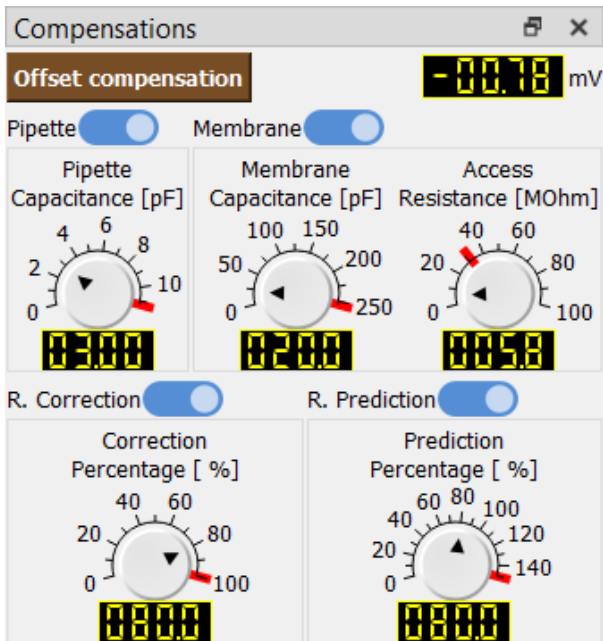 Compensations
Offset compensation
-00.78 mV
Pipette
Membrane
Pipette
Capacitance [pF]
0 2 4 6 8 10
03.00
Membrane
Capacitance [pF]
0 50 100 150 200 250
020.0
Access
Resistance [MOhm]
0 20 40 60 80 100
005.8
R. Correction
R. Prediction
Correction
Percentage [ %]
0 20 40 60 80 100
080.0
Prediction
Percentage [ %]
0 20 40 60 80 100 120 140
080.0